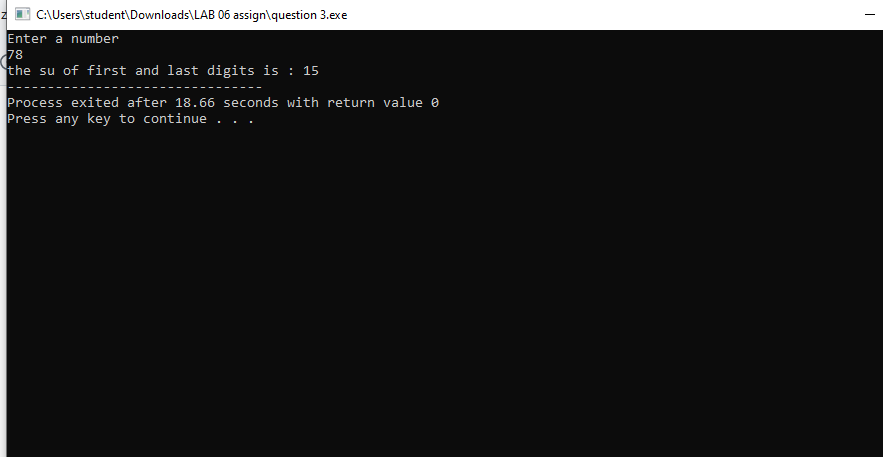 C:\Users\student\Downloads\LAB 06 assign\question 3.exe
Enter a number
78
the su of first and last digits is : 15
--------------------------------
Process exited after 18.66 seconds with return value 0
Press any key to continue . . .